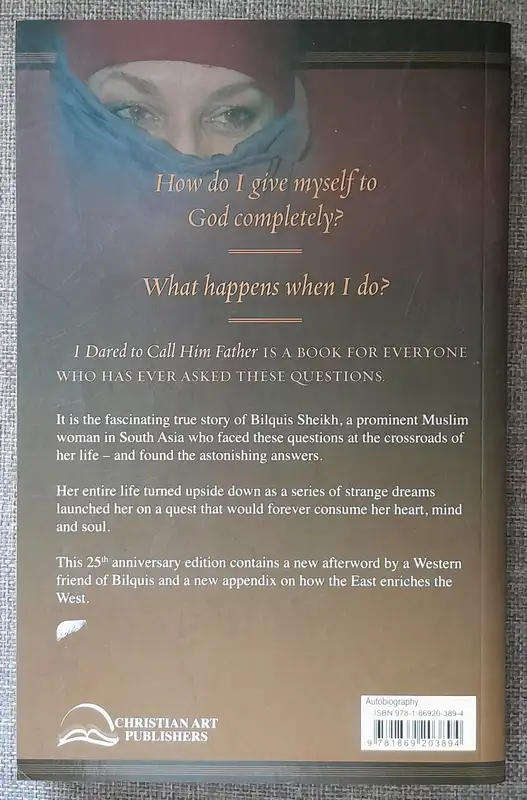 How do I give myself to
God completely?
What happens when I do?
I Dared to Call Him Father IS A BOOK FOR EVERYONE
WHO HAS EVER ASKED THESE QUESTIONS.
It is the fascinating true story of Bilquis Sheikh, a prominent Muslim
woman in South Asia who faced these questions at the crossroads of
her life – and found the astonishing answers.
Her entire life turned upside down as a series of strange dreams
launched her on a quest that would forever consume her heart, mind
and soul.
This 25th anniversary edition contains a new afterword by a Western
friend of Bilquis and a new appendix on how the East enriches the
West.
CHRISTIAN ART
PUBLISHERS
Autobiography
ISBN 978-1-86920-389-4
9 781869 203894